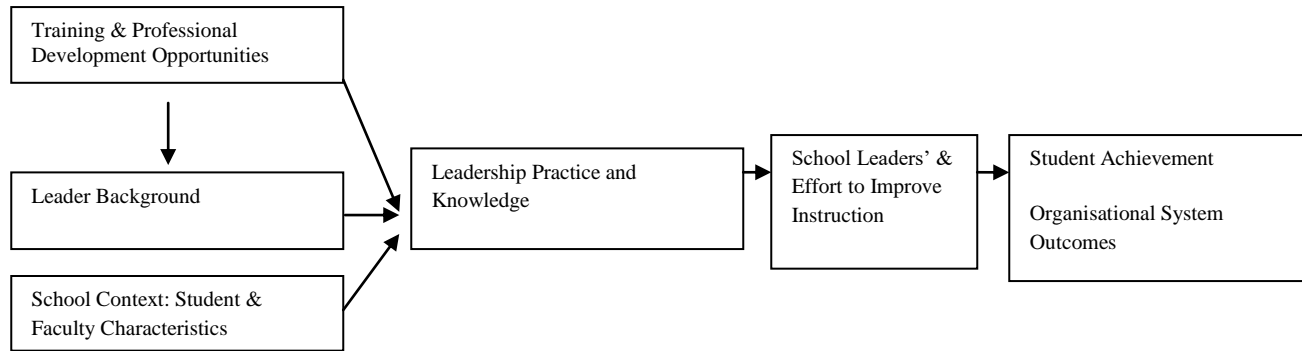 Training & Professional
Development Opportunities
Leader Background
School Context: Student &
Faculty Characteristics
Leadership Practice and
Knowledge
School Leaders’ &
Effort to Improve
Instruction
Student Achievement
Organisational System
Outcomes